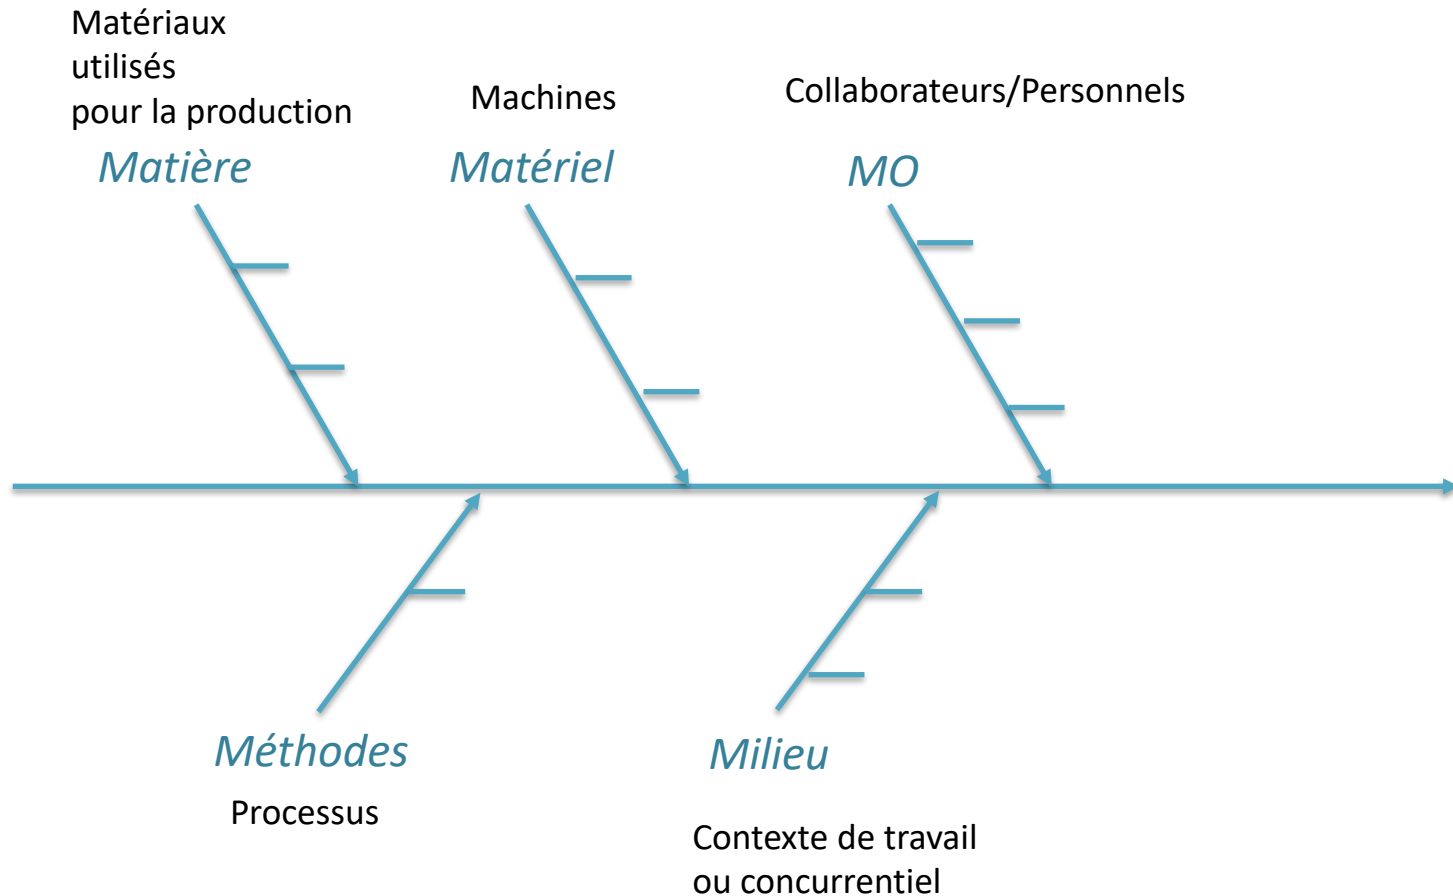 Matériaux
utilisés
pour la production
Machines
Collaborateurs/Personnels
Matière
Matériel
MO
Méthodes
Milieu
Processus
Contexte de travail
ou concurrentiel